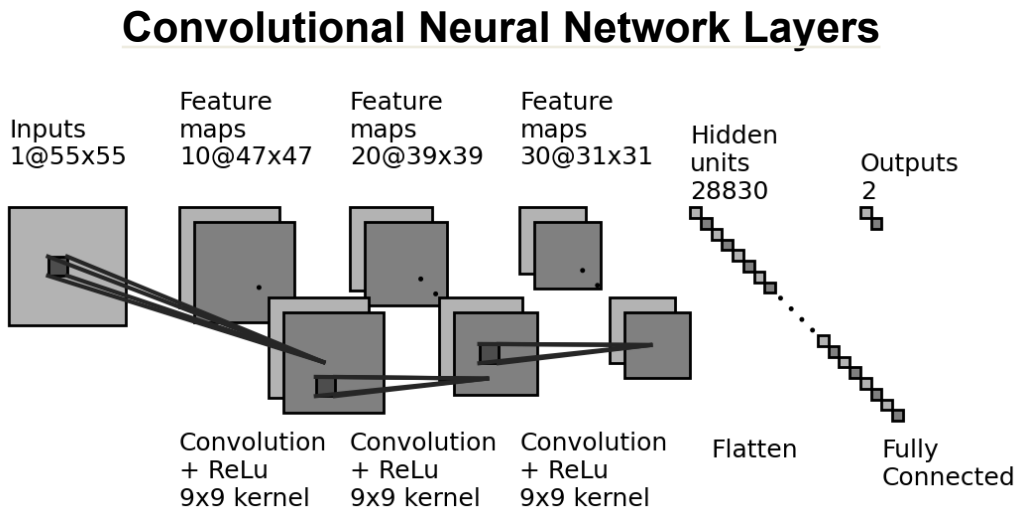 Convolutional Neural Network Layers
Inputs
1@55x55
Feature
maps
10@47x47
Feature
maps
20@39x39
Feature
maps
30@31x31
Hidden
units
28830
Outputs
2
Convolution
+ ReLu
9x9 kernel
Convolution
+ ReLu
9x9 kernel
Convolution
+ ReLu
9x9 kernel
Flatten
Fully
Connected